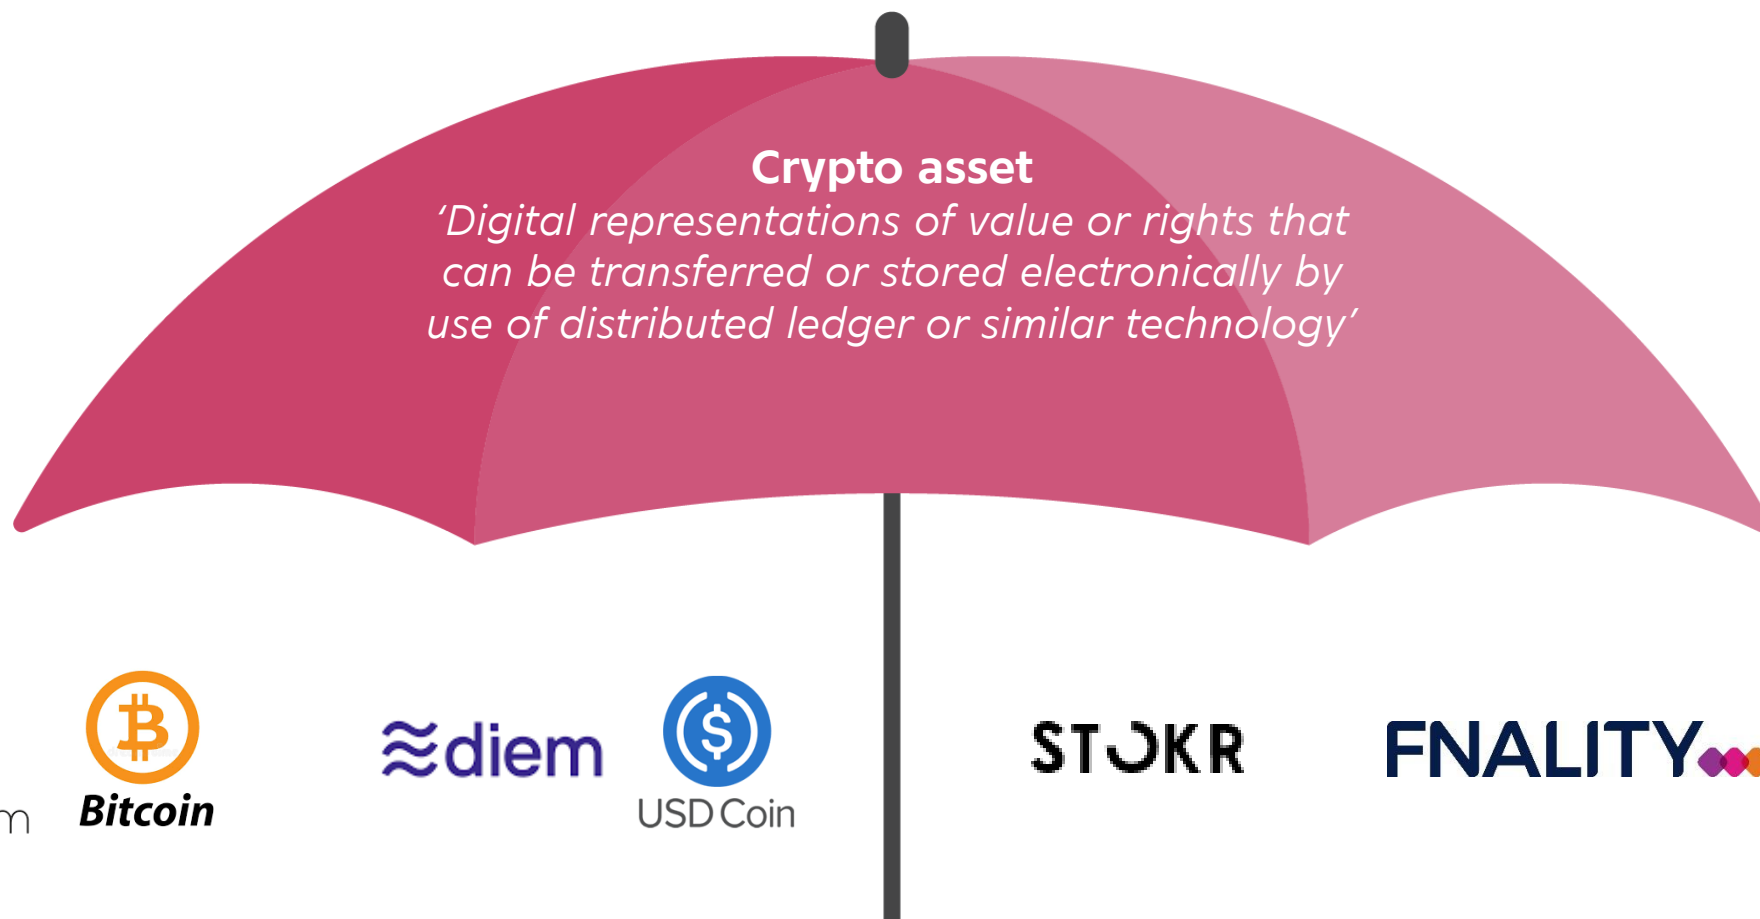 Crypto asset
‘Digital representations of value or rights that
can be transferred or stored electronically by
use of distributed ledger or similar technology’
diem
STOKR
FNALITY
m
Bitcoin
USD Coin